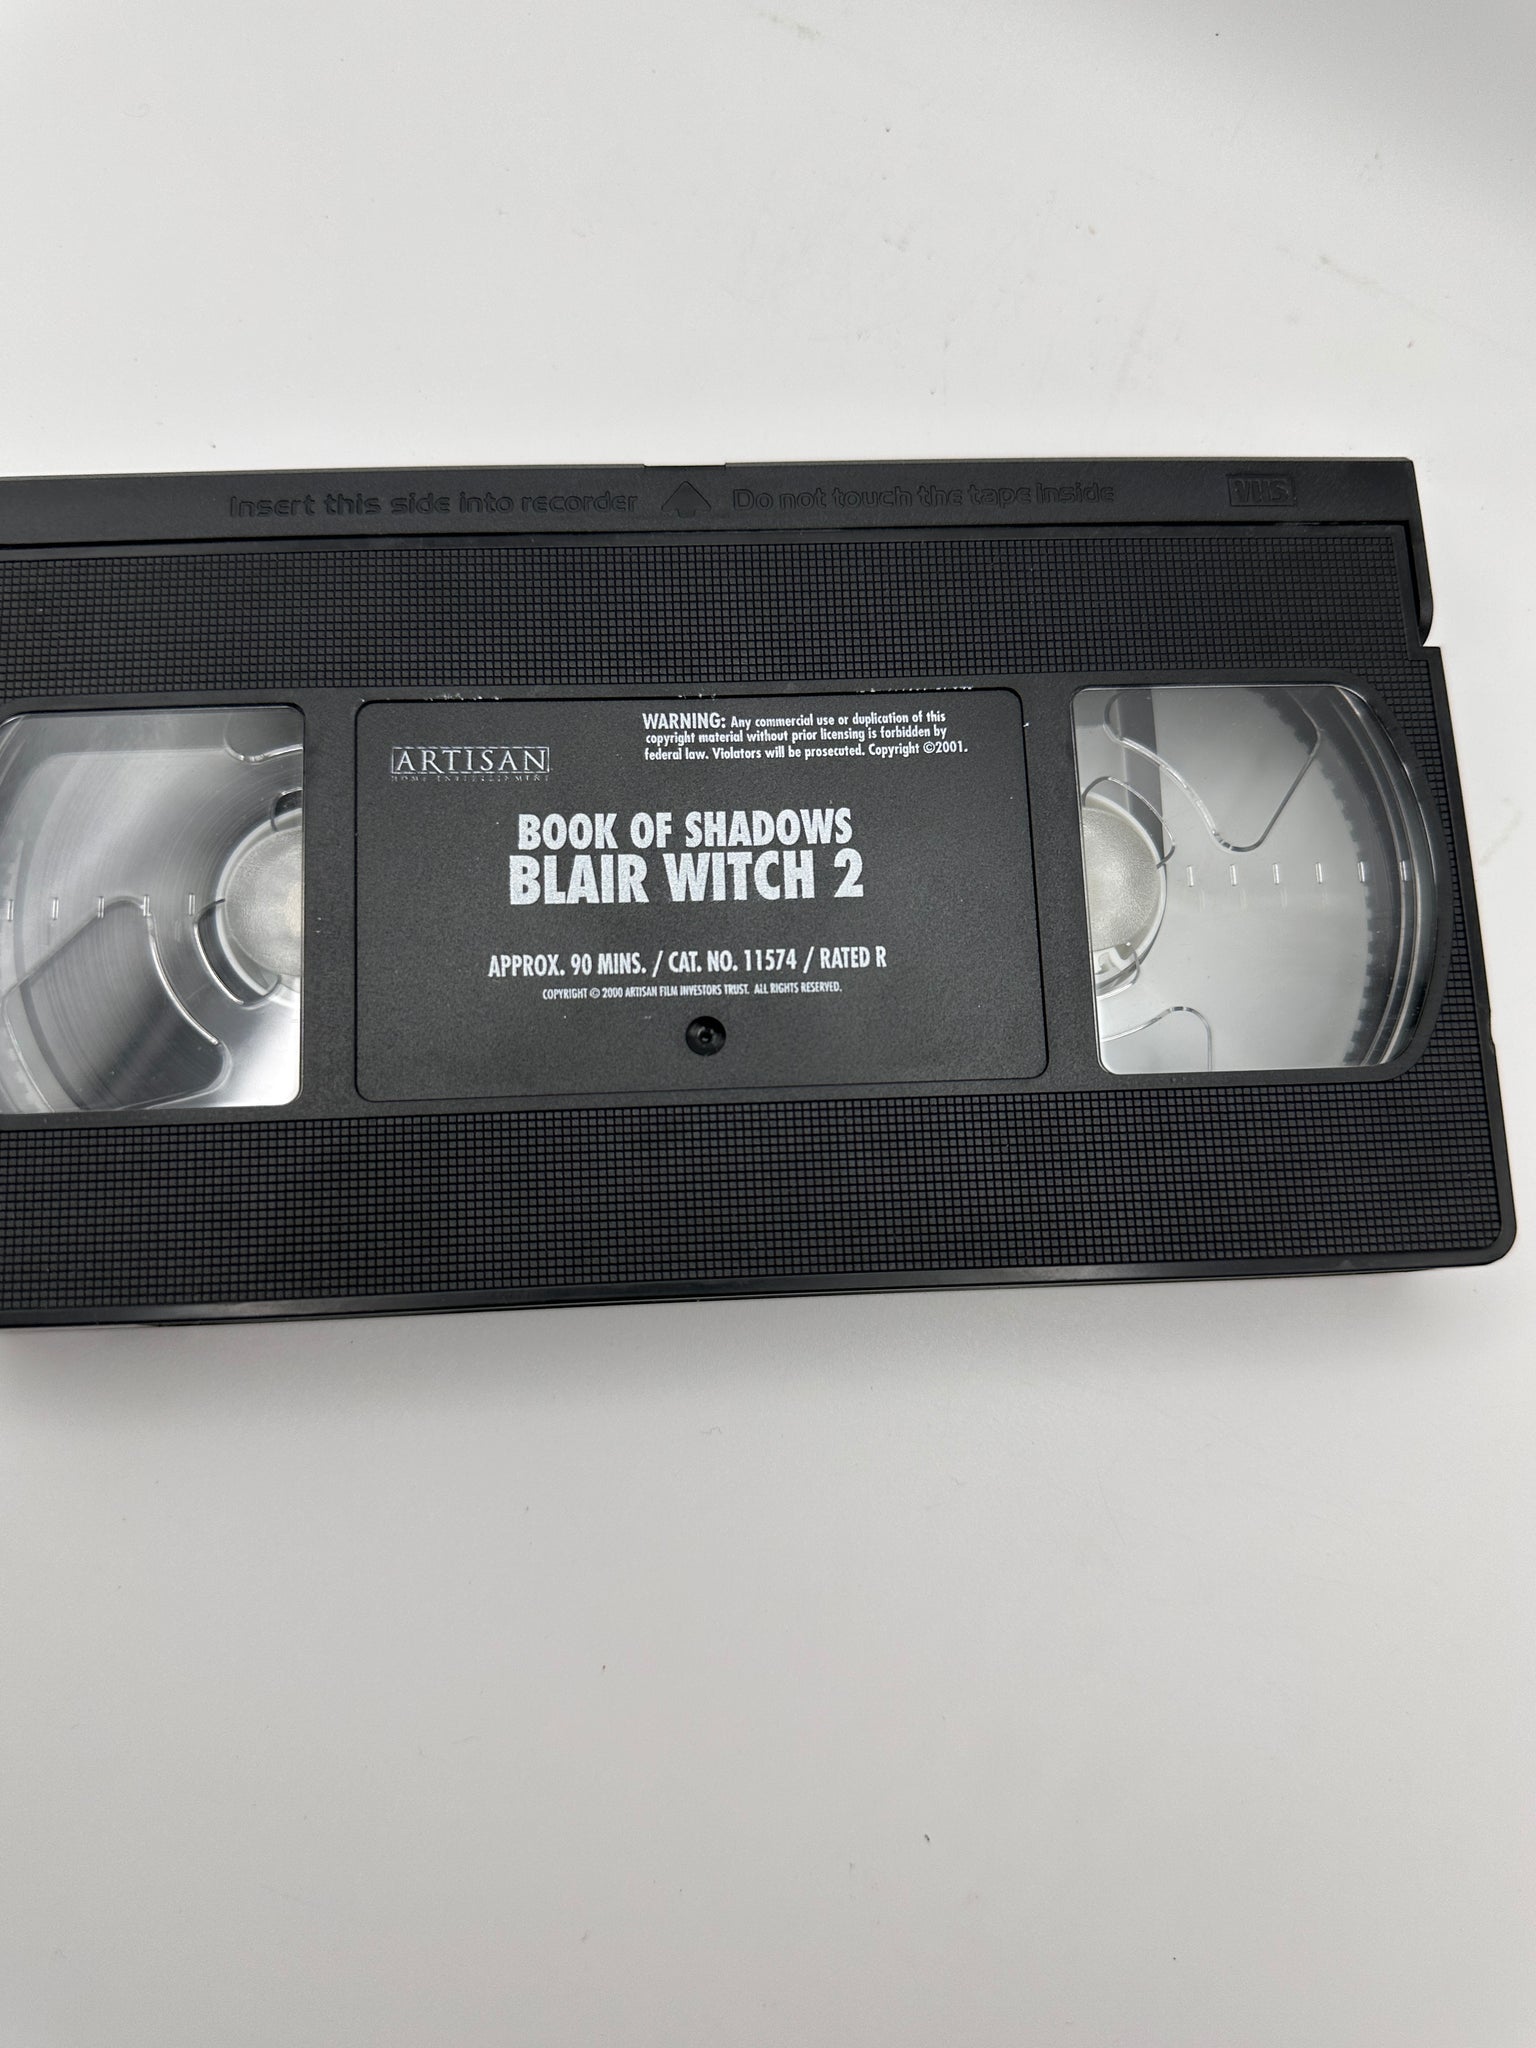 Insert this side into recorder Do not touch the tape inside VHS
ARTISAN
HOME ENTERTAINMENT
WARNING: Any commercial use or duplication of this
copyright material without prior licensing is forbidden by
federal law. Violators will be prosecuted. Copyright ©2001.
BOOK OF SHADOWS
BLAIR WITCH 2
APPROX. 90 MINS. / CAT. NO. 11574 / RATED R
COPYRIGHT © 2000 ARTISAN FILM INVESTORS TRUST. ALL RIGHTS RESERVED.